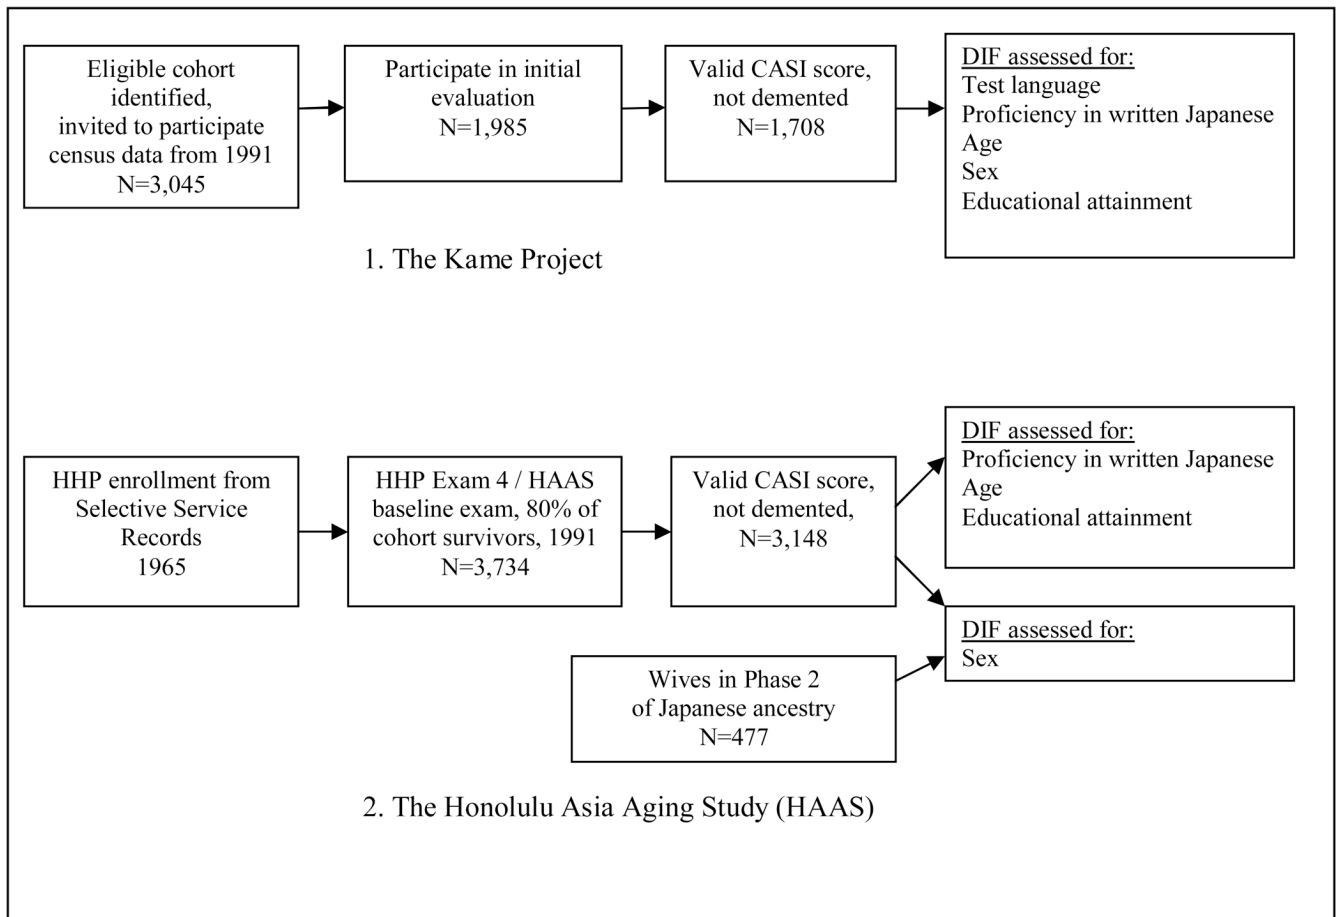 Eligible cohort
identified,
invited to participate
census data from 1991
N=3,045
Participate in initial
evaluation
N=1,985
Valid CASI score,
not demented
N=1,708
DIF assessed for:
Test language
Proficiency in written Japanese
Age
Sex
Educational attainment
1. The Kame Project
HHP enrollment from
Selective Service
Records
1965
HHP Exam 4 / HAAS
baseline exam, 80% of
cohort survivors, 1991
N=3,734
Valid CASI score,
not demented,
N=3,148
DIF assessed for:
Proficiency in written Japanese
Age
Educational attainment
DIF assessed for:
Sex
Wives in Phase 2
of Japanese ancestry
N=477
2. The Honolulu Asia Aging Study (HAAS)